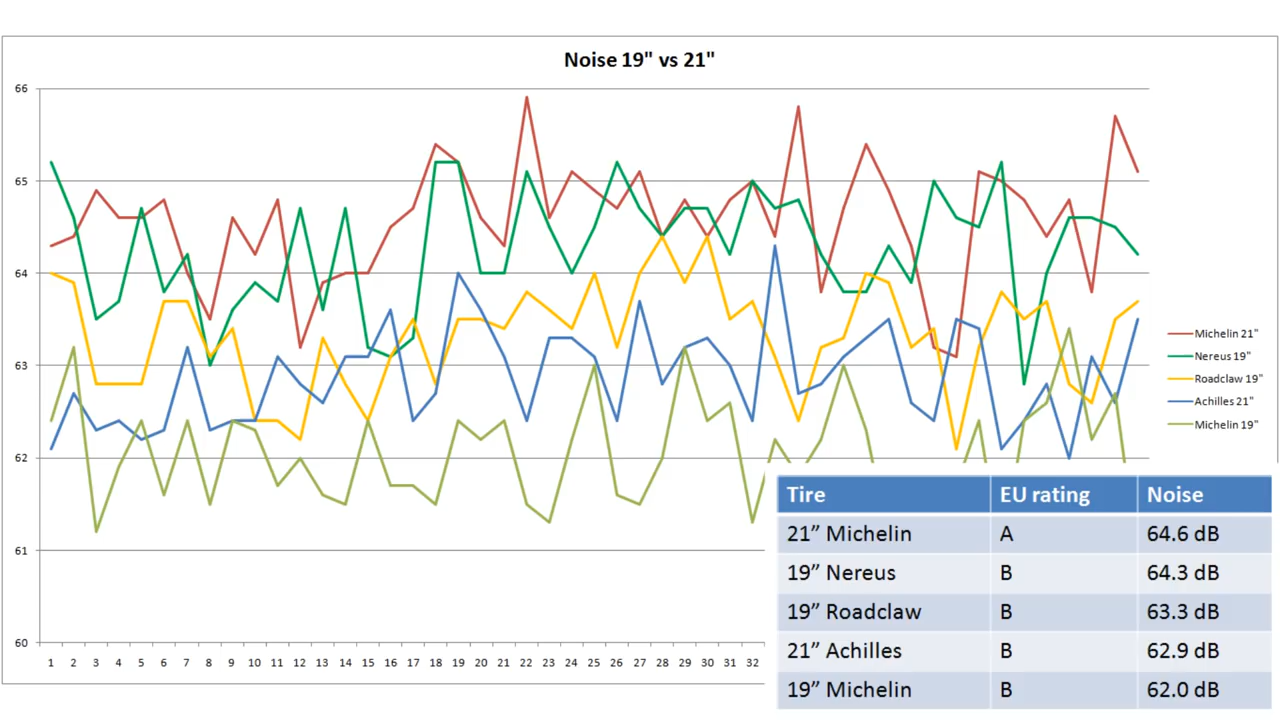 Noise 19" vs 21"
66
65
64
63
62
61
60
1 2 3 4 5 6 7 8 9 10 11 12 13 14 15 16 17 18 19 20 21 22 23 24 25 26 27 28 29 30 31 32
Michelin 21"
Nereus 19"
Roadclaw 19"
Achilles 21"
Michelin 19"
Tire EU rating Noise
21” Michelin A 64.6 dB
19” Nereus B 64.3 dB
19” Roadclaw B 63.3 dB
21” Achilles B 62.9 dB
19” Michelin B 62.0 dB